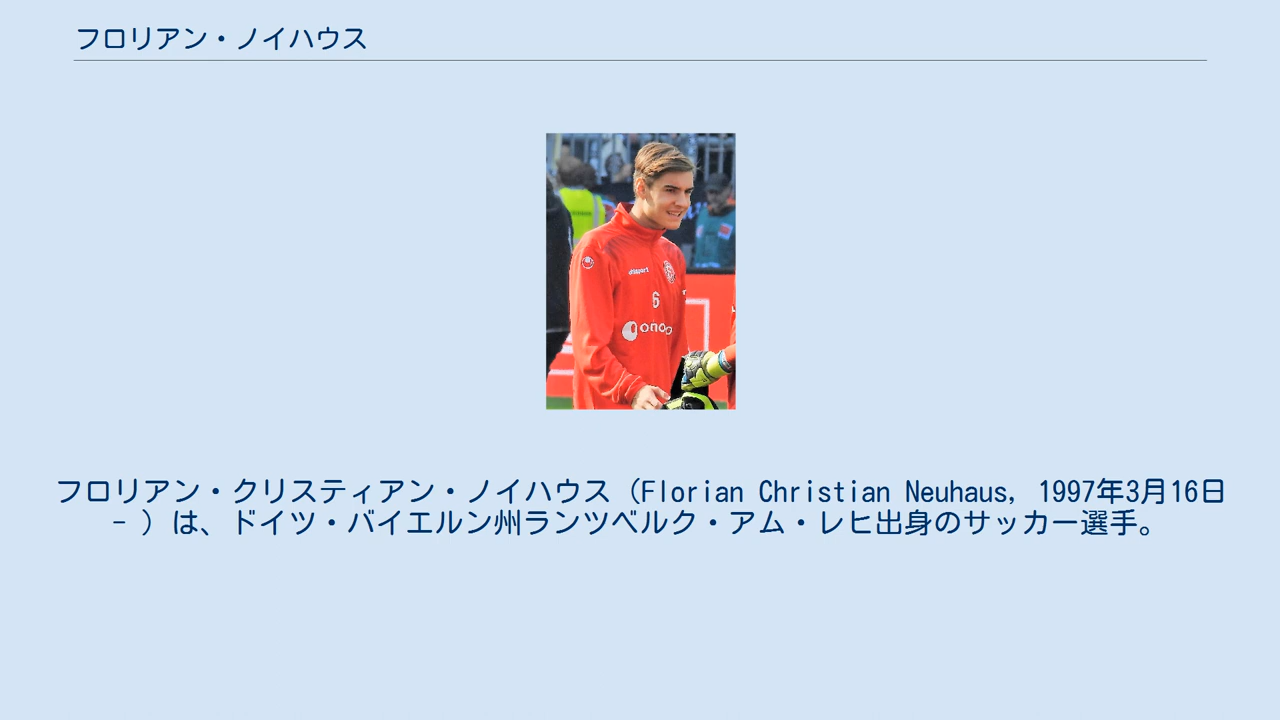 フロリアン・ノイハウス
uhlsport
6
フロリアン・クリスティアン・ノイハウス（Florian Christian Neuhaus, 1997年3月16日
- ）は、ドイツ・バイエルン州ランツベルク・アム・レヒ出身のサッカー選手。